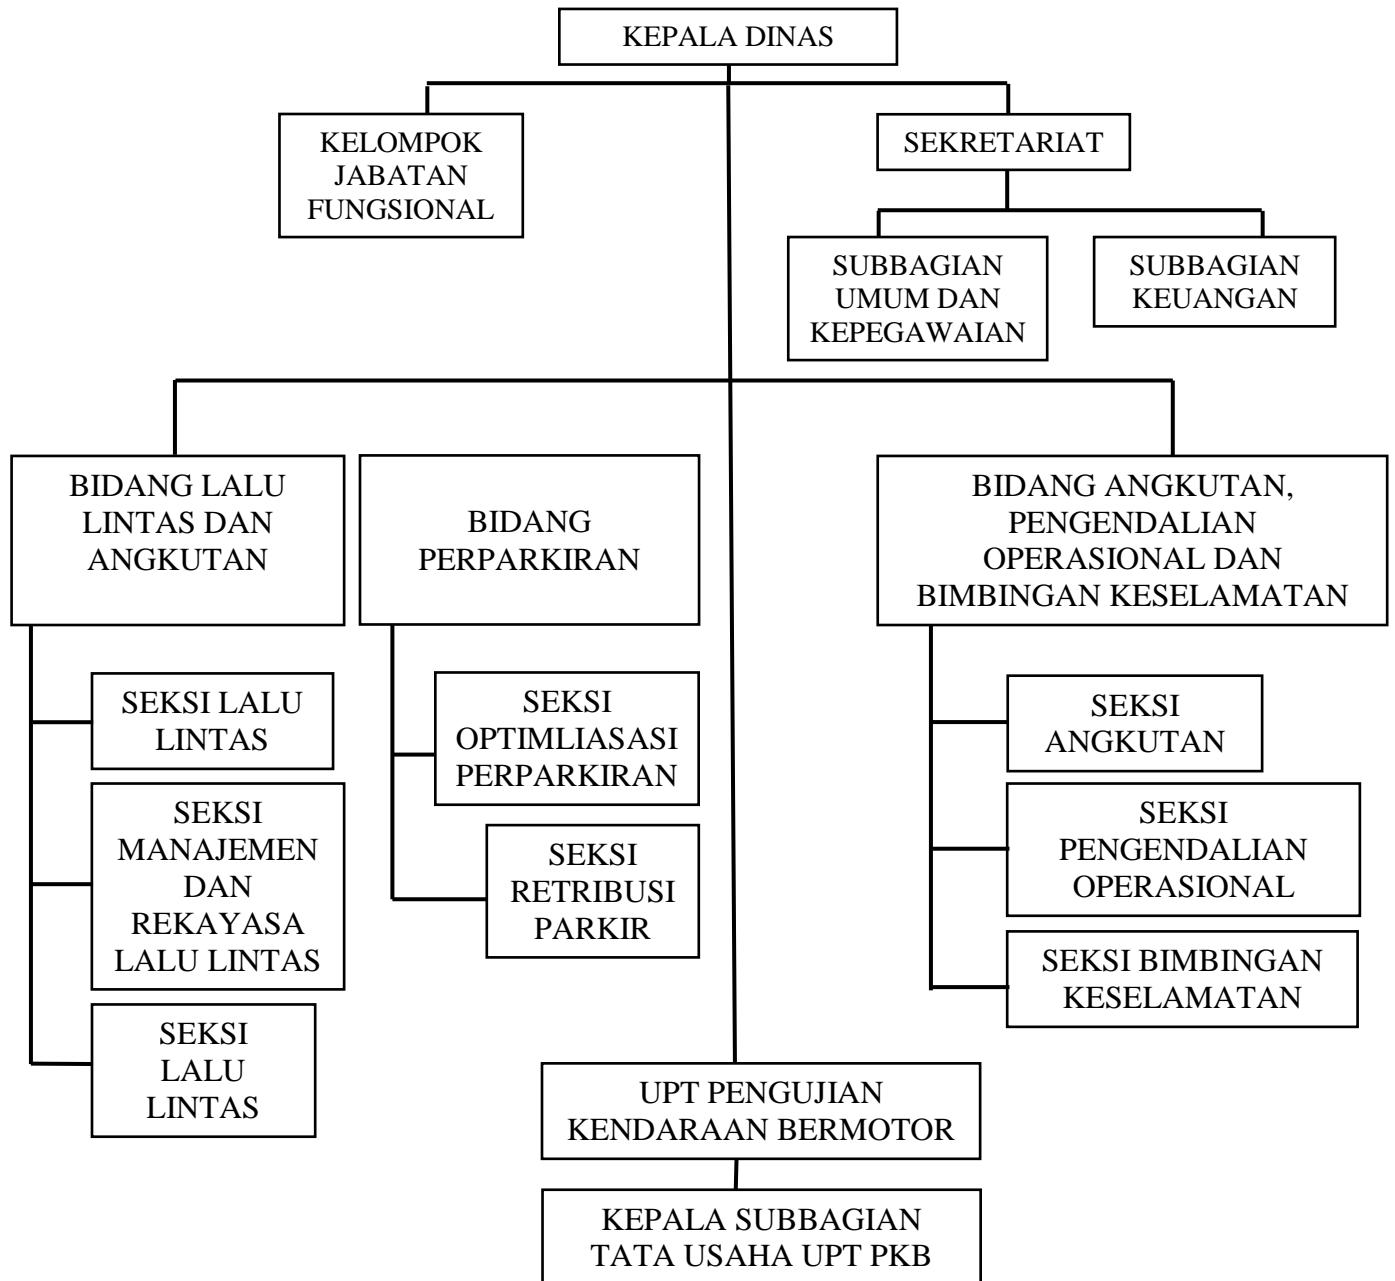 KEPALA DINAS
KELOMPOK
JABATAN
FUNGSIONAL
SEKRETARIAT
SUBBAGIAN
UMUM DAN
KEPEGAWAIAN
SUBBAGIAN
KEUANGAN
BIDANG LALU
LINTAS DAN
ANGKUTAN
BIDANG
PERPARKIRAN
BIDANG ANGKUTAN,
PENGENDALIAN
OPERASIONAL DAN
BIMBINGAN KESELAMATAN
SEKSI LALU
LINTAS
SEKSI
MANAJEMEN
DAN
REKAYASA
LALU LINTAS
SEKSI
LALU
LINTAS
SEKSI
OPTIMLIASASI
PERPARKIRAN
SEKSI
RETRIBUSI
PARKIR
SEKSI
ANGKUTAN
SEKSI
PENGENDALIAN
OPERASIONAL
SEKSI BIMBINGAN
KESELAMATAN
UPT PENGUJIAN
KENDARAAN BERMOTOR
KEPALA SUBBAGIAN
TATA USAHA UPT PKB